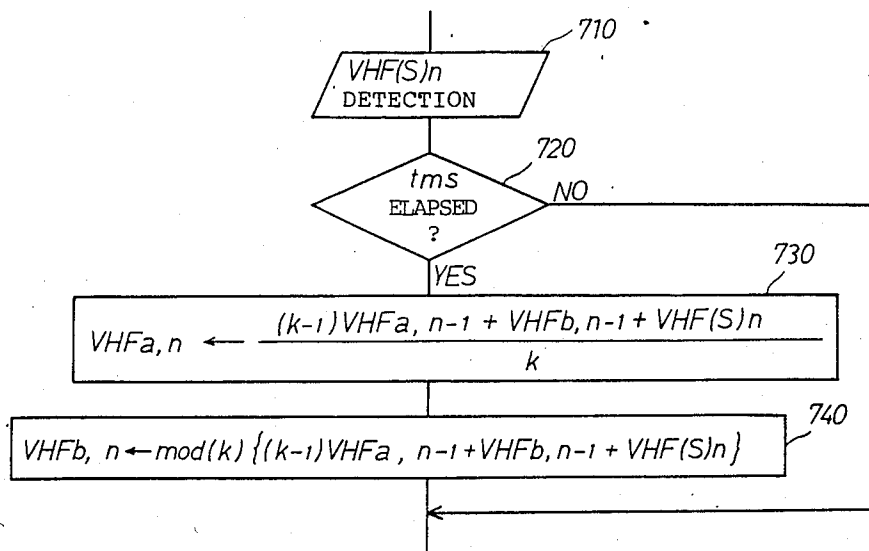 710
VHF(S)n
DETECTION
720
tms
ELAPSED
?
NO
YES
730
VHFa, n ← (k-1)VHFa, n-1 + VHFb, n-1 + VHF(S)n
k
740
VHFb, n←mod(k) {(k-1)VHFa, n-1+VHFb, n-1 + VHF(S)n}